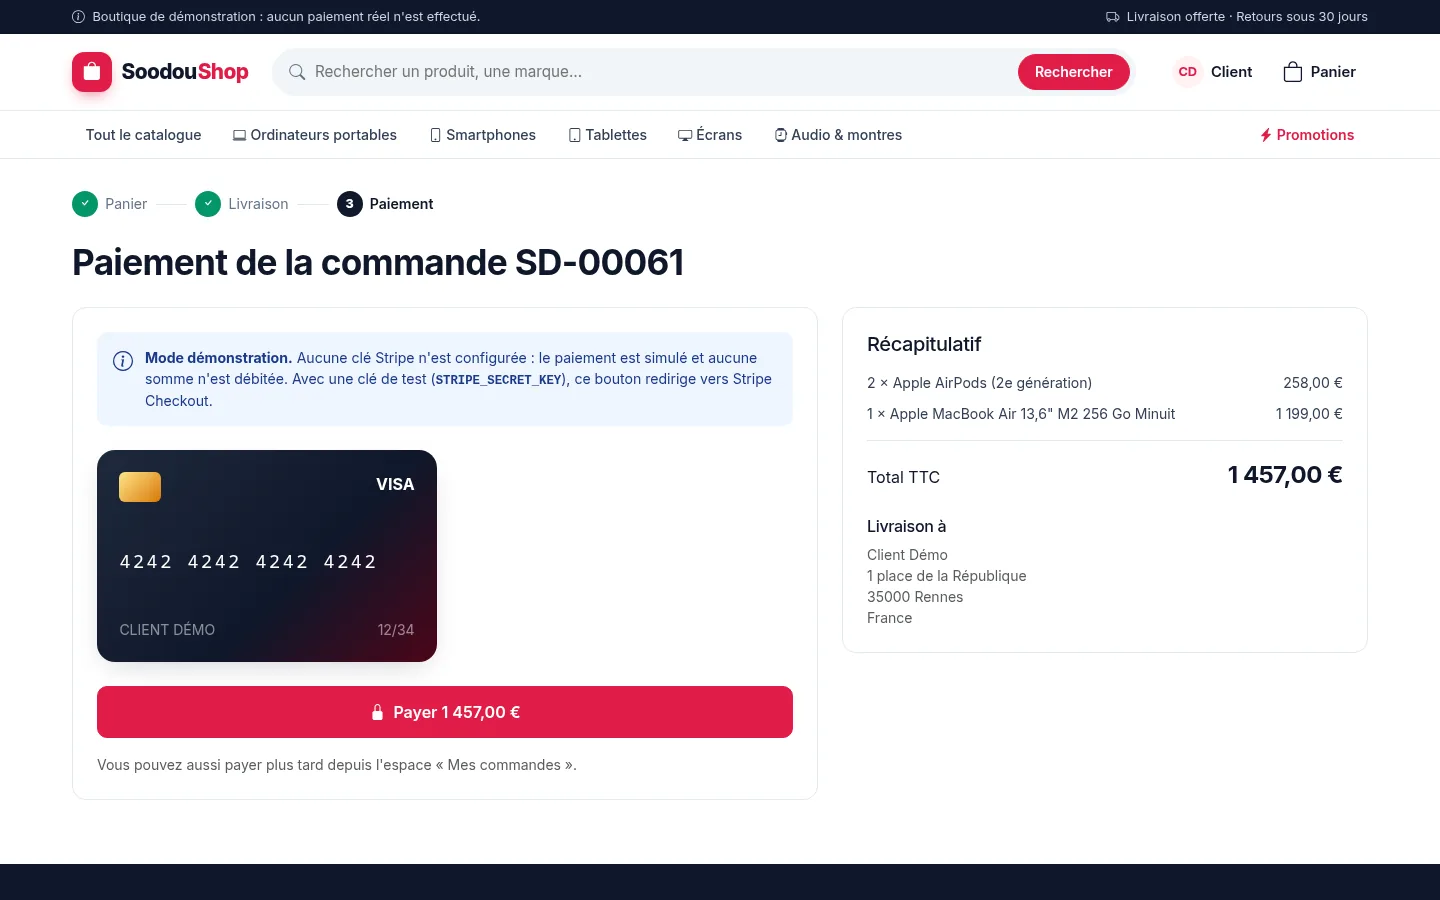 Boutique de démonstration : aucun paiement réel n'est effectué.
Livraison offerte · Retours sous 30 jours
SoodouShop
Rechercher un produit, une marque...
Rechercher
CD
Client
Panier
Tout le catalogue
Ordinateurs portables
Smartphones
Tablettes
Écrans
Audio & montres
Promotions
Panier
Livraison
3
Paiement
Paiement de la commande SD-00061
Mode démonstration. Aucune clé Stripe n'est configurée : le paiement est simulé et aucune
somme n'est débitée. Avec une clé de test (STRIPE_SECRET_KEY), ce bouton redirige vers Stripe
Checkout.
VISA
4242 4242 4242 4242
CLIENT DÉMO
12/34
Payer 1 457,00 €
Vous pouvez aussi payer plus tard depuis l'espace « Mes commandes ».
Récapitulatif
2 × Apple AirPods (2e génération)
258,00 €
1 × Apple MacBook Air 13,6" M2 256 Go Minuit
1 199,00 €
Total TTC
1 457,00 €
Livraison à
Client Démo
1 place de la République
35000 Rennes
France